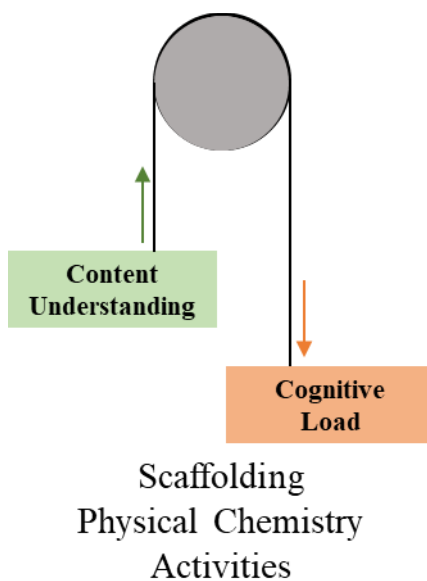 Content
Understanding
Cognitive
Load
Scaffolding
Physical Chemistry
Activities